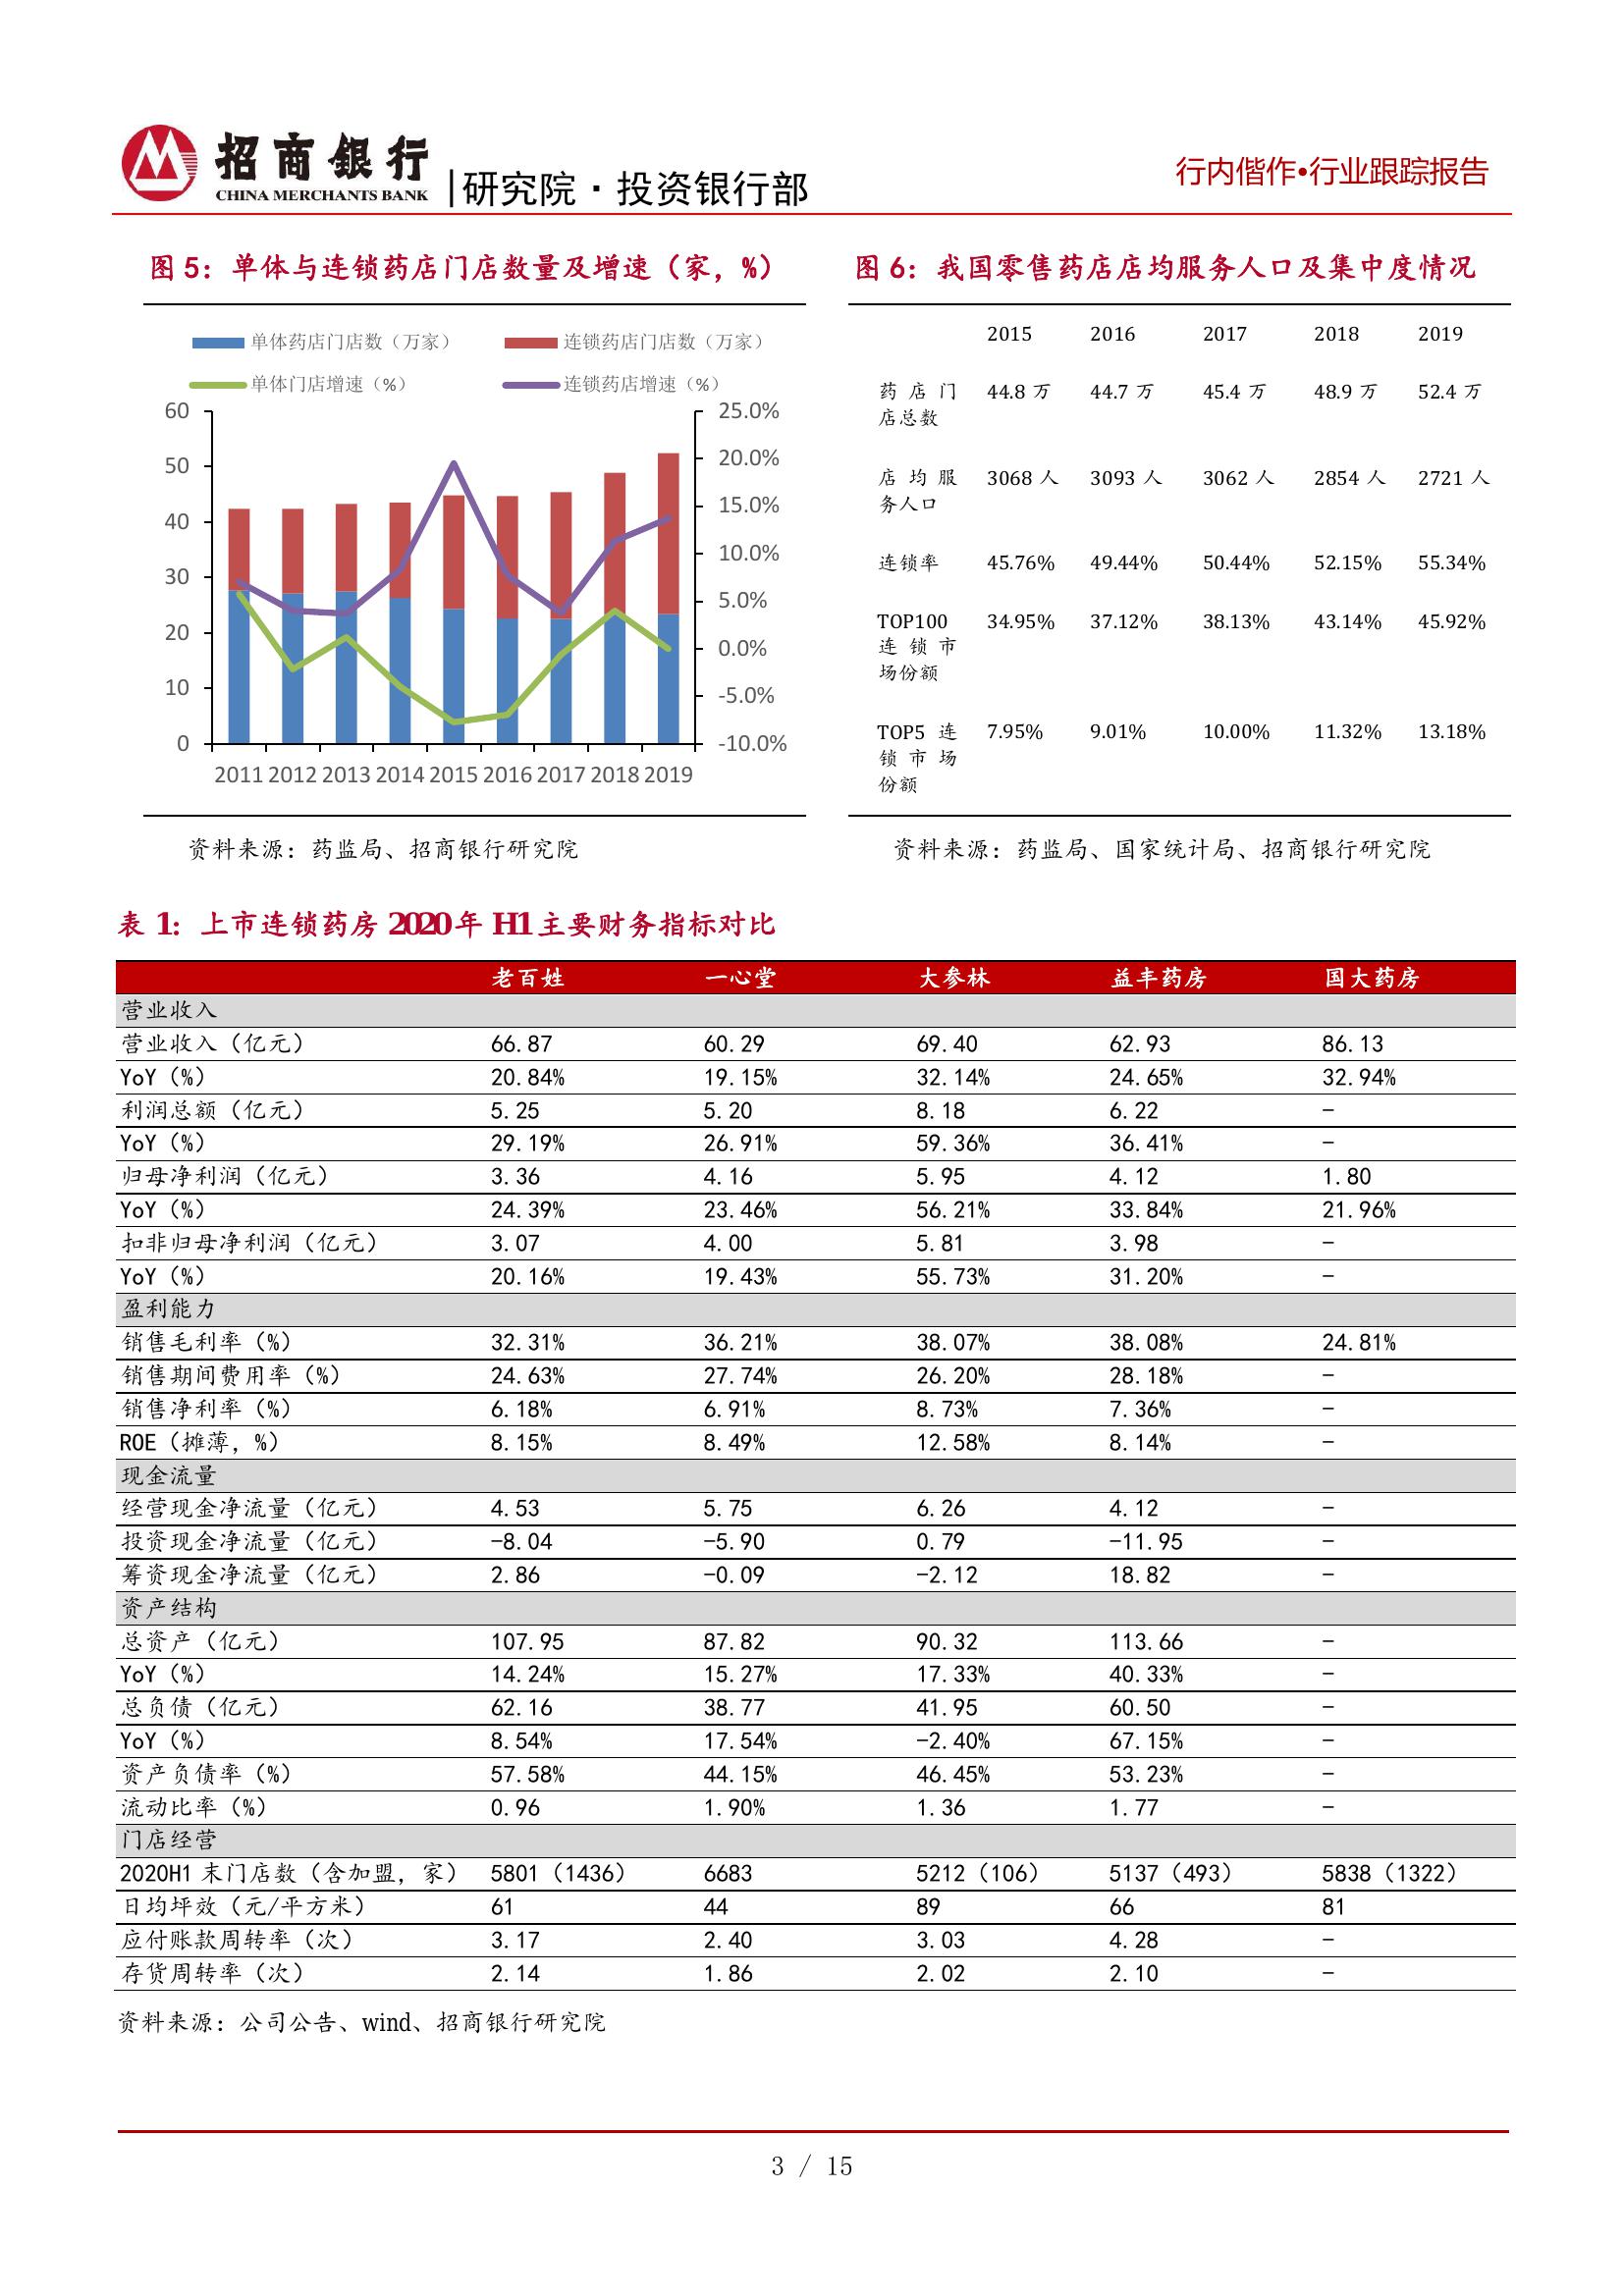 招商银行
CHINA MERCHANTS BANK
|研究院·投资银行部
行内偕作•行业跟踪报告
图 5：单体与连锁药店门店数量及增速（家，%）
单体药店门店数（万家） 连锁药店门店数（万家）
单体门店增速（%） 连锁药店增速（%）
60 25.0%
50 20.0%
40 15.0%
30 10.0%
20 5.0%
10 0.0%
0 -5.0%
-10.0%
2011 2012 2013 2014 2015 2016 2017 2018 2019
资料来源：药监局、招商银行研究院
图 6：我国零售药店店均服务人口及集中度情况
2015 2016 2017 2018 2019
药店门 44.8 万 44.7 万 45.4 万 48.9 万 52.4 万
店总数
店均服 3068 人 3093 人 3062 人 2854 人 2721 人
务人口
连锁率 45.76% 49.44% 50.44% 52.15% 55.34%
TOP100 34.95% 37.12% 38.13% 43.14% 45.92%
连锁市
场份额
TOP5 连 7.95% 9.01% 10.00% 11.32% 13.18%
锁市场
份额
资料来源：药监局、国家统计局、招商银行研究院
表 1：上市连锁药房 2020 年 H1 主要财务指标对比
老百姓 一心堂 大参林 益丰药房 国大药房
营业收入
营业收入（亿元） 66.87 60.29 69.40 62.93 86.13
YoY（%） 20.84% 19.15% 32.14% 24.65% 32.94%
利润总额（亿元） 5.25 5.20 8.18 6.22 -
YoY（%） 29.19% 26.91% 59.36% 36.41% -
归母净利润（亿元） 3.36 4.16 5.95 4.12 1.80
YoY（%） 24.39% 23.46% 56.21% 33.84% 21.96%
扣非归母净利润（亿元） 3.07 4.00 5.81 3.98 -
YoY（%） 20.16% 19.43% 55.73% 31.20% -
盈利能力
销售毛利率（%） 32.31% 36.21% 38.07% 38.08% 24.81%
销售期间费用率（%） 24.63% 27.74% 26.20% 28.18% -
销售净利率（%） 6.18% 6.91% 8.73% 7.36% -
ROE（摊薄，%） 8.15% 8.49% 12.58% 8.14% -
现金流量
经营现金净流量（亿元） 4.53 5.75 6.26 4.12 -
投资现金净流量（亿元） -8.04 -5.90 0.79 -11.95 -
筹资现金净流量（亿元） 2.86 -0.09 -2.12 18.82 -
资产结构
总资产（亿元） 107.95 87.82 90.32 113.66 -
YoY（%） 14.24% 15.27% 17.33% 40.33% -
总负债（亿元） 62.16 38.77 41.95 60.50 -
YoY（%） 8.54% 17.54% -2.40% 67.15% -
资产负债率（%） 57.58% 44.15% 46.45% 53.23% -
流动比率（%） 0.96 1.90% 1.36 1.77 -
门店经营
2020H1 末门店数（含加盟，家） 5801（1436） 6683 5212（106） 5137（493） 5838（1322）
日均坪效（元/平方米） 61 44 89 66 81
应付账款周转率（次） 3.17 2.40 3.03 4.28 -
存货周转率（次） 2.14 1.86 2.02 2.10 -
资料来源：公司公告、wind、招商银行研究院
3 / 15